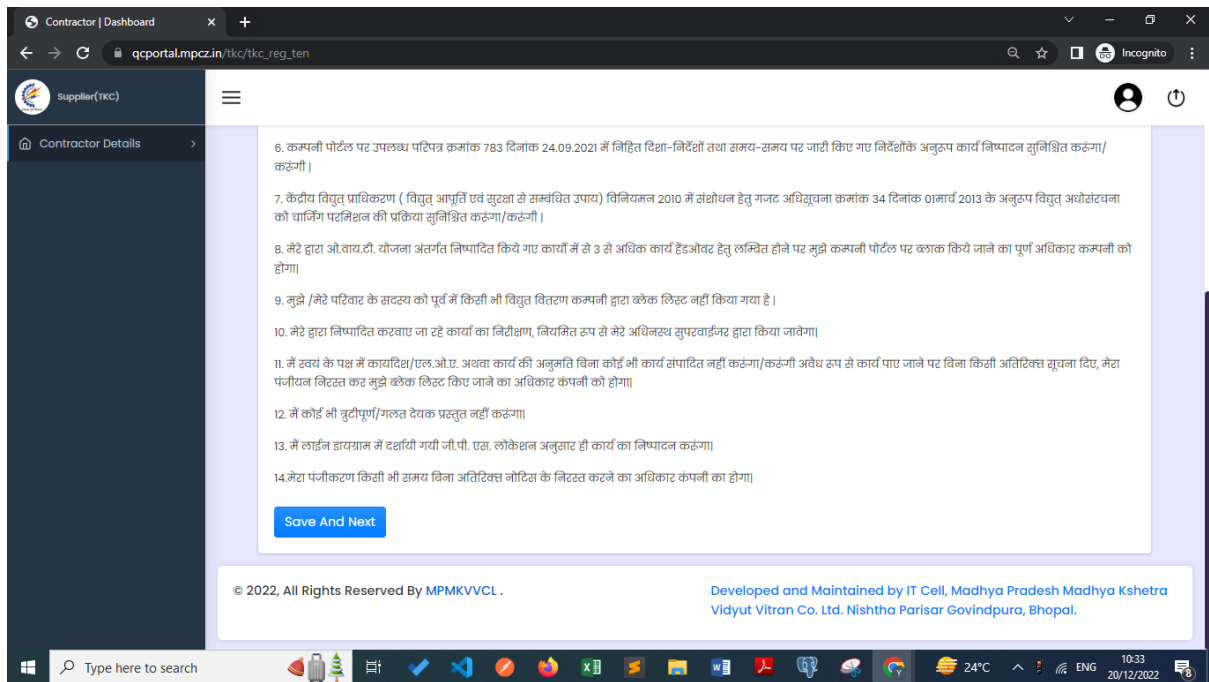 Contractor | Dashboard
qcportal.mpcz.in/tkc/tkc_reg_ten
Incognito
Supplier(TKC)
Contractor Details
6. कम्पनी पोर्टल पर उपलब्ध परिपत्र क्रमांक 783 दिनांक 24.09.2021 में निहित दिशा-निर्देशों तथा समय-समय पर जारी किए गए निर्देशोंके अनुरूप कार्य निष्पादन सुनिश्चित करूंगा/
करूंगी |
7. केंद्रीय विद्युत् प्राधिकरण ( विद्युत् आपूर्ति एवं सुरक्षा से सम्बंधित उपाय) विनियमन 2010 में संशोधन हेतु गजट अधिसूचना क्रमांक 34 दिनांक 01मार्च 2013 के अनुरूप विद्युत् अधोसंरचना
को चार्जिंग परमिशन की प्रक्रिया सुनिश्चित करूंगा/करूंगी |
8. मेरे द्वारा ओ.वाय.टी. योजना अंतर्गत निष्पादित किये गए कार्यों में से 3 से अधिक कार्य हैंडओवर हेतु लम्बित होने पर मुझे कम्पनी पोर्टल पर ब्लाक किये जाने का पूर्ण अधिकार कम्पनी को
होगा|
9. मुझे /मेरे परिवार के सदस्य को पूर्व में किसी भी विद्युत वितरण कम्पनी द्वारा ब्लेक लिस्ट नहीं किया गया है |
10. मेरे द्वारा निष्पादित करवाए जा रहे कार्यो का निरीक्षण, नियमित रूप से मेरे अधिनस्थ सुपरवाईजर द्वारा किया जावेगा|
11. में स्वयं के पक्ष में कार्यादेश/एल.ओ.ए. अथवा कार्य की अनुमति बिना कोई भी कार्य संपादित नहीं करूंगा/करूंगी अवैध रूप से कार्य पाए जाने पर बिना किसी अतिरिक्त सूचना दिए, मेरा
पंजीयन निरस्त कर मुझे ब्लेक लिस्ट किए जाने का अधिकार कंपनी को होगा|
12. में कोई भी त्रुटीपूर्ण/गलत देयक प्रस्तुत नहीं करूंगा|
13. में लाईन डायग्राम में दर्शायी गयी जी.पी. एस. लोकेशन अनुसार ही कार्य का निष्पादन करूंगा|
14.मेरा पंजीकरण किसी भी समय बिना अतिरिक्त नोटिस के निरस्त करने का अधिकार कंपनी का होगा|
Save And Next
© 2022, All Rights Reserved By MPMKVVCL .
Developed and Maintained by IT Cell, Madhya Pradesh Madhya Kshetra
Vidyut Vitran Co. Ltd. Nishtha Parisar Govindpura, Bhopal.
Type here to search
24°C
ENG
10:33
20/12/2022
8